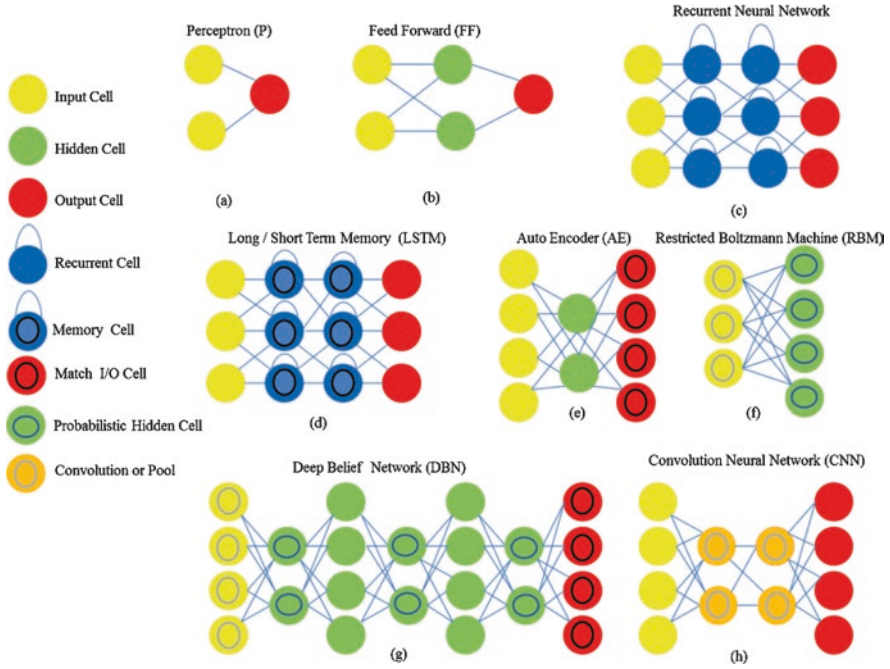 Perceptron (P)
Feed Forward (FF)
Recurrent Neural Network
Input Cell
Hidden Cell
Output Cell
Recurrent Cell
Memory Cell
Match I/O Cell
Probabilistic Hidden Cell
Convolution or Pool
(a)
(b)
(c)
Long / Short Term Memory (LSTM)
Auto Encoder (AE)
Restricted Boltzmann Machine (RBM)
(d)
(e)
(f)
Deep Belief Network (DBN)
Convolution Neural Network (CNN)
(g)
(h)